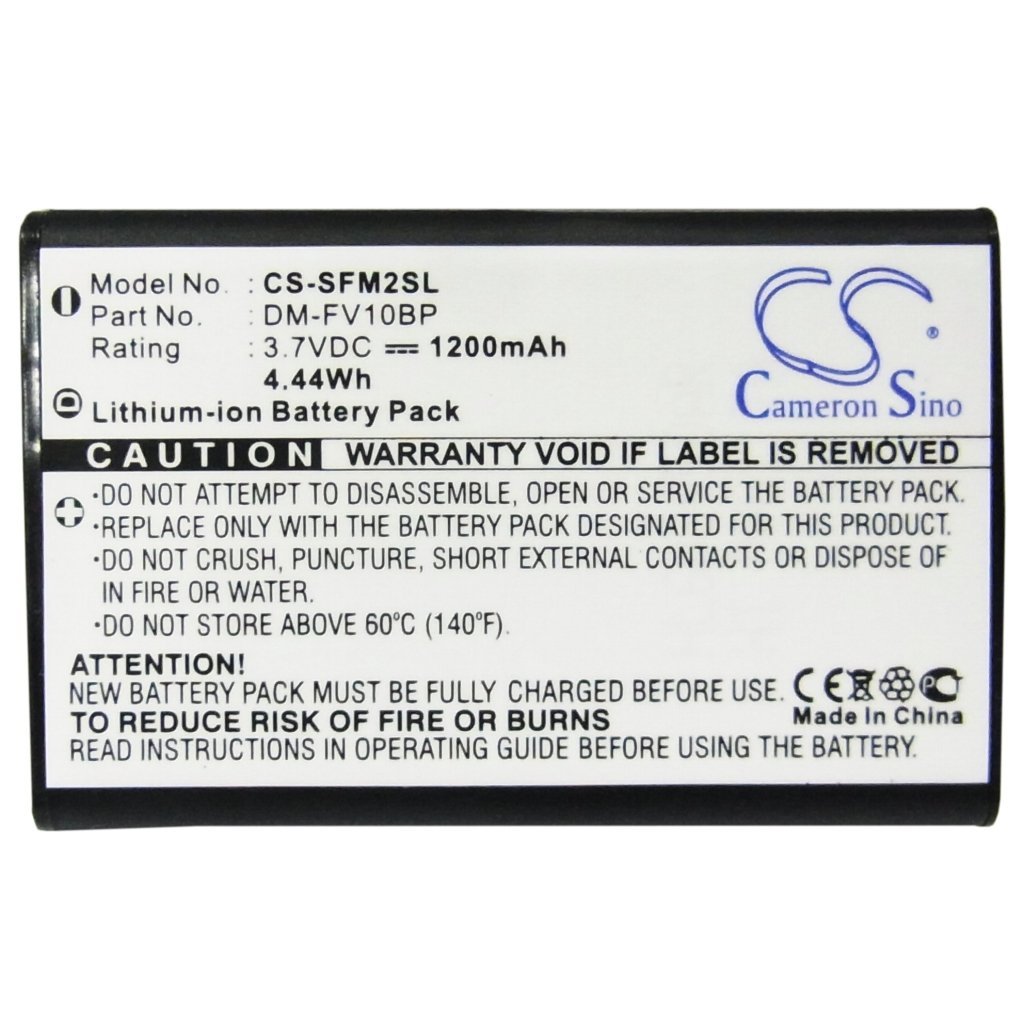 Model No. : CS-SFM2SL
Part No. : DM-FV10BP
Rating : 3.7VDC ⎓ 1200mAh
4.44Wh
Lithium-ion Battery Pack
CS ®
Cameron Sino
CAUTION WARRANTY VOID IF LABEL IS REMOVED
•DO NOT ATTEMPT TO DISASSEMBLE, OPEN OR SERVICE THE BATTERY PACK.
•REPLACE ONLY WITH THE BATTERY PACK DESIGNATED FOR THIS PRODUCT.
•DO NOT CRUSH, PUNCTURE, SHORT EXTERNAL CONTACTS OR DISPOSE OF
IN FIRE OR WATER.
•DO NOT STORE ABOVE 60°C (140°F).
ATTENTION!
NEW BATTERY PACK MUST BE FULLY CHARGED BEFORE USE. CE
Made in China
TO REDUCE RISK OF FIRE OR BURNS
READ INSTRUCTIONS IN OPERATING GUIDE BEFORE USING THE BATTERY.